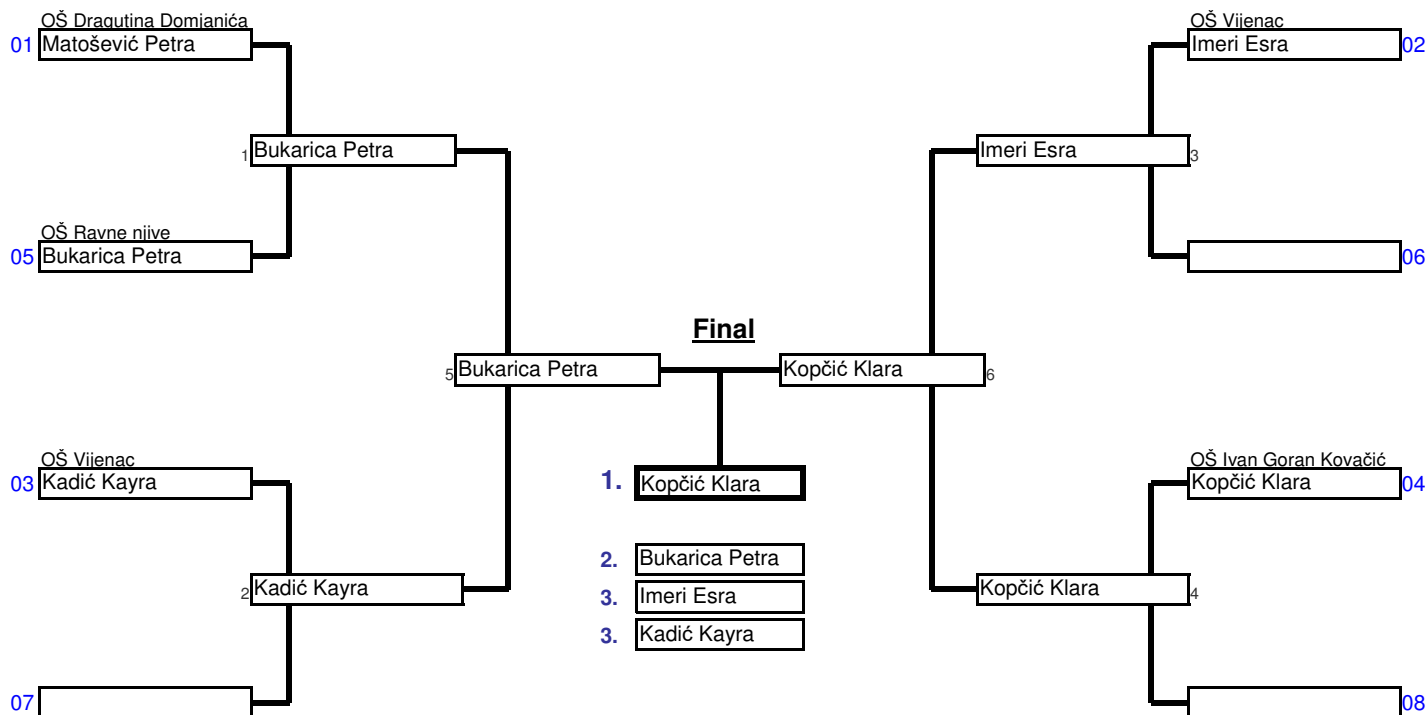 OŠ Dragutina Domjanića
01 Matošević Petra
OŠ Vijenac
Imeri Esra 02
1 Bukarica Petra
Imeri Esra 3
OŠ Ravne njive
05 Bukarica Petra
06
Final
5 Bukarica Petra
Kopčić Klara 6
OŠ Vijenac
03 Kadić Kayra
1. Kopčić Klara
OŠ Ivan Goran Kovačić
Kopčić Klara 04
2. Bukarica Petra
2 Kadić Kayra
3. Imeri Esra
Kopčić Klara 4
3. Kadić Kayra
07
08